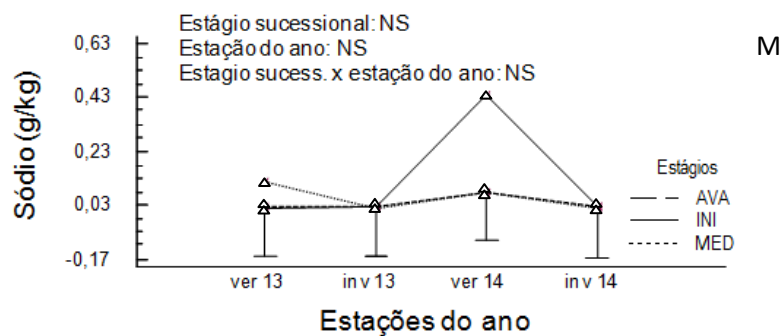 Estágio sucessional: NS
Estação do ano: NS
Estagio sucess. x estação do ano: NS
M
Sódio (g/kg)
0,63
0,43
0,23
0,03
-0,17
ver 13
inv 13
ver 14
inv 14
Estações do ano
Estágios
AVA
INI
MED